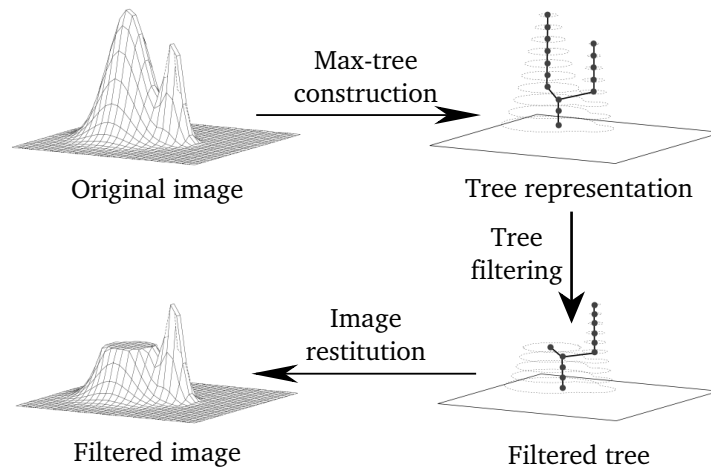 Max-tree
construction
Original image
Tree representation
Tree
filtering
Image
restitution
Filtered image
Filtered tree